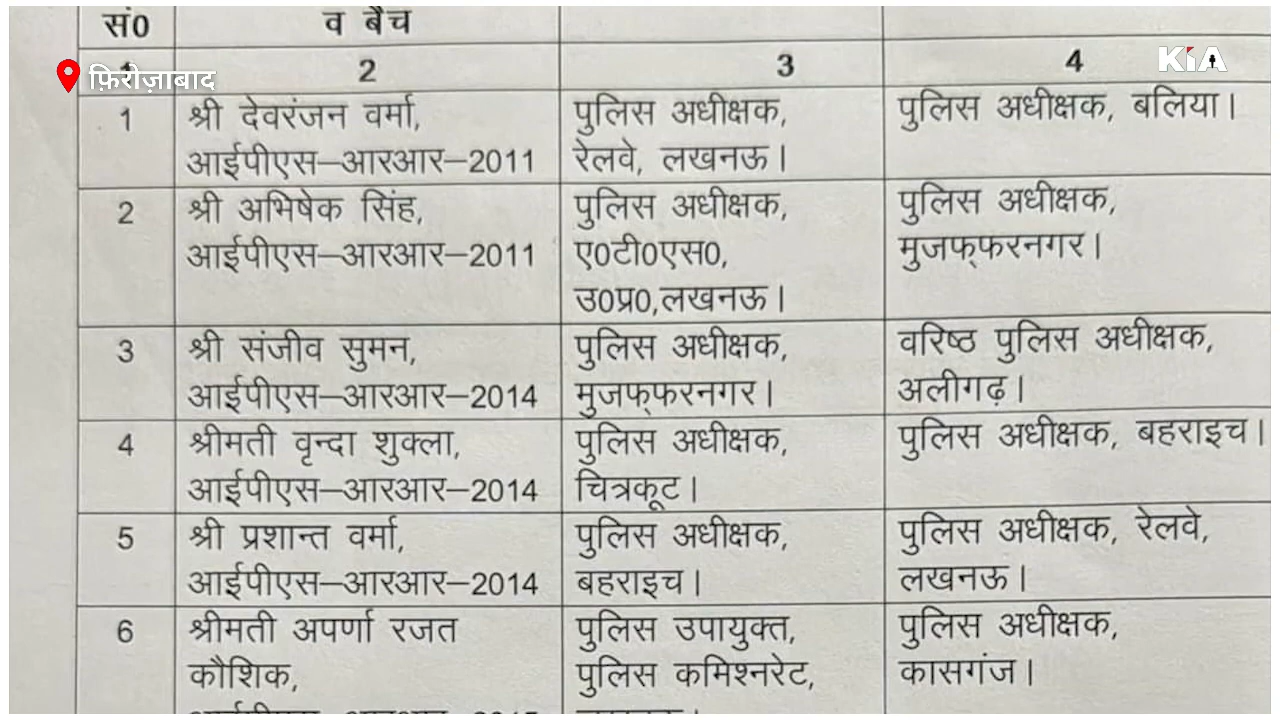 सं0 व बैच
फ़िरोज़ाबाद
KiA
2 3 4
1 श्री देवरंजन वर्मा, पुलिस अधीक्षक, पुलिस अधीक्षक, बलिया।
आईपीएस–आरआर–2011 रेलवे, लखनऊ।
2 श्री अभिषेक सिंह, पुलिस अधीक्षक, पुलिस अधीक्षक,
आईपीएस–आरआर–2011 ए0टी0एस0, मुजफ्फरनगर।
उ0प्र0,लखनऊ।
3 श्री संजीव सुमन, पुलिस अधीक्षक, वरिष्ठ पुलिस अधीक्षक,
आईपीएस–आरआर–2014 मुजफ्फरनगर। अलीगढ़।
4 श्रीमती वृन्दा शुक्ला, पुलिस अधीक्षक, पुलिस अधीक्षक, बहराइच।
आईपीएस–आरआर–2014 चित्रकूट।
5 श्री प्रशान्त वर्मा, पुलिस अधीक्षक, पुलिस अधीक्षक, रेलवे,
आईपीएस–आरआर–2014 बहराइच। लखनऊ।
6 श्रीमती अपर्णा रजत पुलिस उपायुक्त, पुलिस अधीक्षक,
कौशिक, पुलिस कमिश्नरेट, कासगंज।